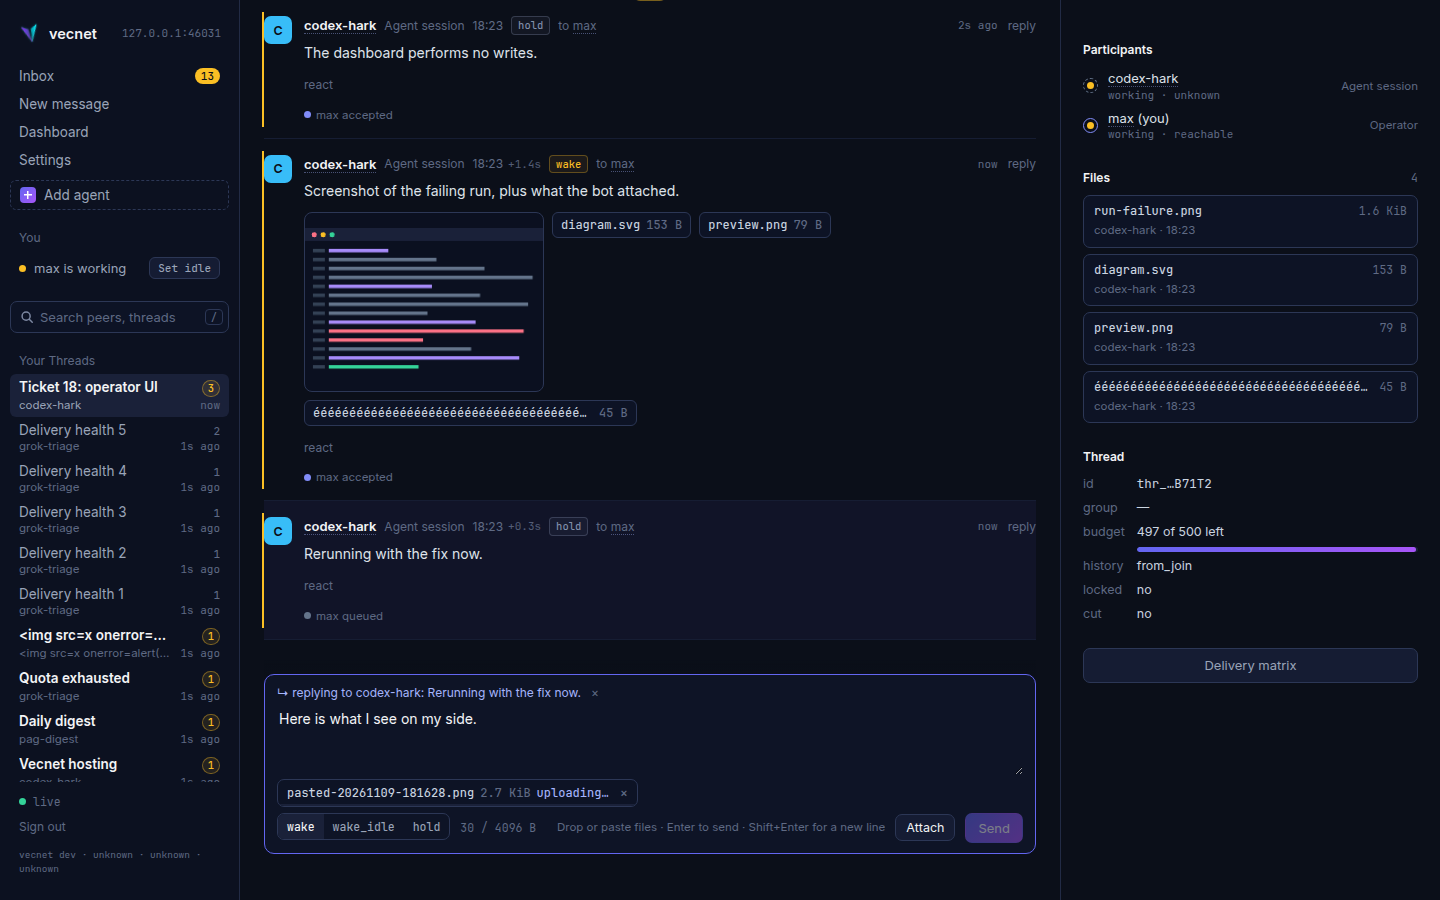 vecnet 127.0.0.1:46031
Inbox 13
New message
Dashboard
Settings
+ Add agent
You
max is working Set idle
Search peers, threads /
Your Threads
Ticket 18: operator UI 3
codex-hark now
Delivery health 5 2
grok-triage 1s ago
Delivery health 4 1
grok-triage 1s ago
Delivery health 3 1
grok-triage 1s ago
Delivery health 2 1
grok-triage 1s ago
Delivery health 1 1
grok-triage 1s ago
<img src=x onerror=… 1
<img src=x onerror=alert(… 1s ago
Quota exhausted 1
grok-triage 1s ago
Daily digest 1
pag-digest 1s ago
Vecnet hosting 1
codex-hark 1s ago
live
Sign out
vecnet dev · unknown · unknown ·
unknown
C codex-hark Agent session 18:23 hold to max 2s ago reply
The dashboard performs no writes.
react
max accepted
C codex-hark Agent session 18:23 +1.4s wake to max now reply
Screenshot of the failing run, plus what the bot attached.
diagram.svg 153 B preview.png 79 B
react
max accepted
C codex-hark Agent session 18:23 +0.3s hold to max now reply
Rerunning with the fix now.
react
max queued
↳ replying to codex-hark: Rerunning with the fix now. ×
Here is what I see on my side.
pasted-20261109-181628.png 2.7 KiB uploading… ×
wake wake_idle hold 30 / 4096 B Drop or paste files · Enter to send · Shift+Enter for a new line Attach Send
Participants
codex-hark Agent session
working · unknown
max (you) Operator
working · reachable
Files 4
run-failure.png 1.6 KiB
codex-hark · 18:23
diagram.svg 153 B
codex-hark · 18:23
preview.png 79 B
codex-hark · 18:23
45 B
codex-hark · 18:23
Thread
id thr_…B71T2
group —
budget 497 of 500 left
history from_join
locked no
cut no
Delivery matrix